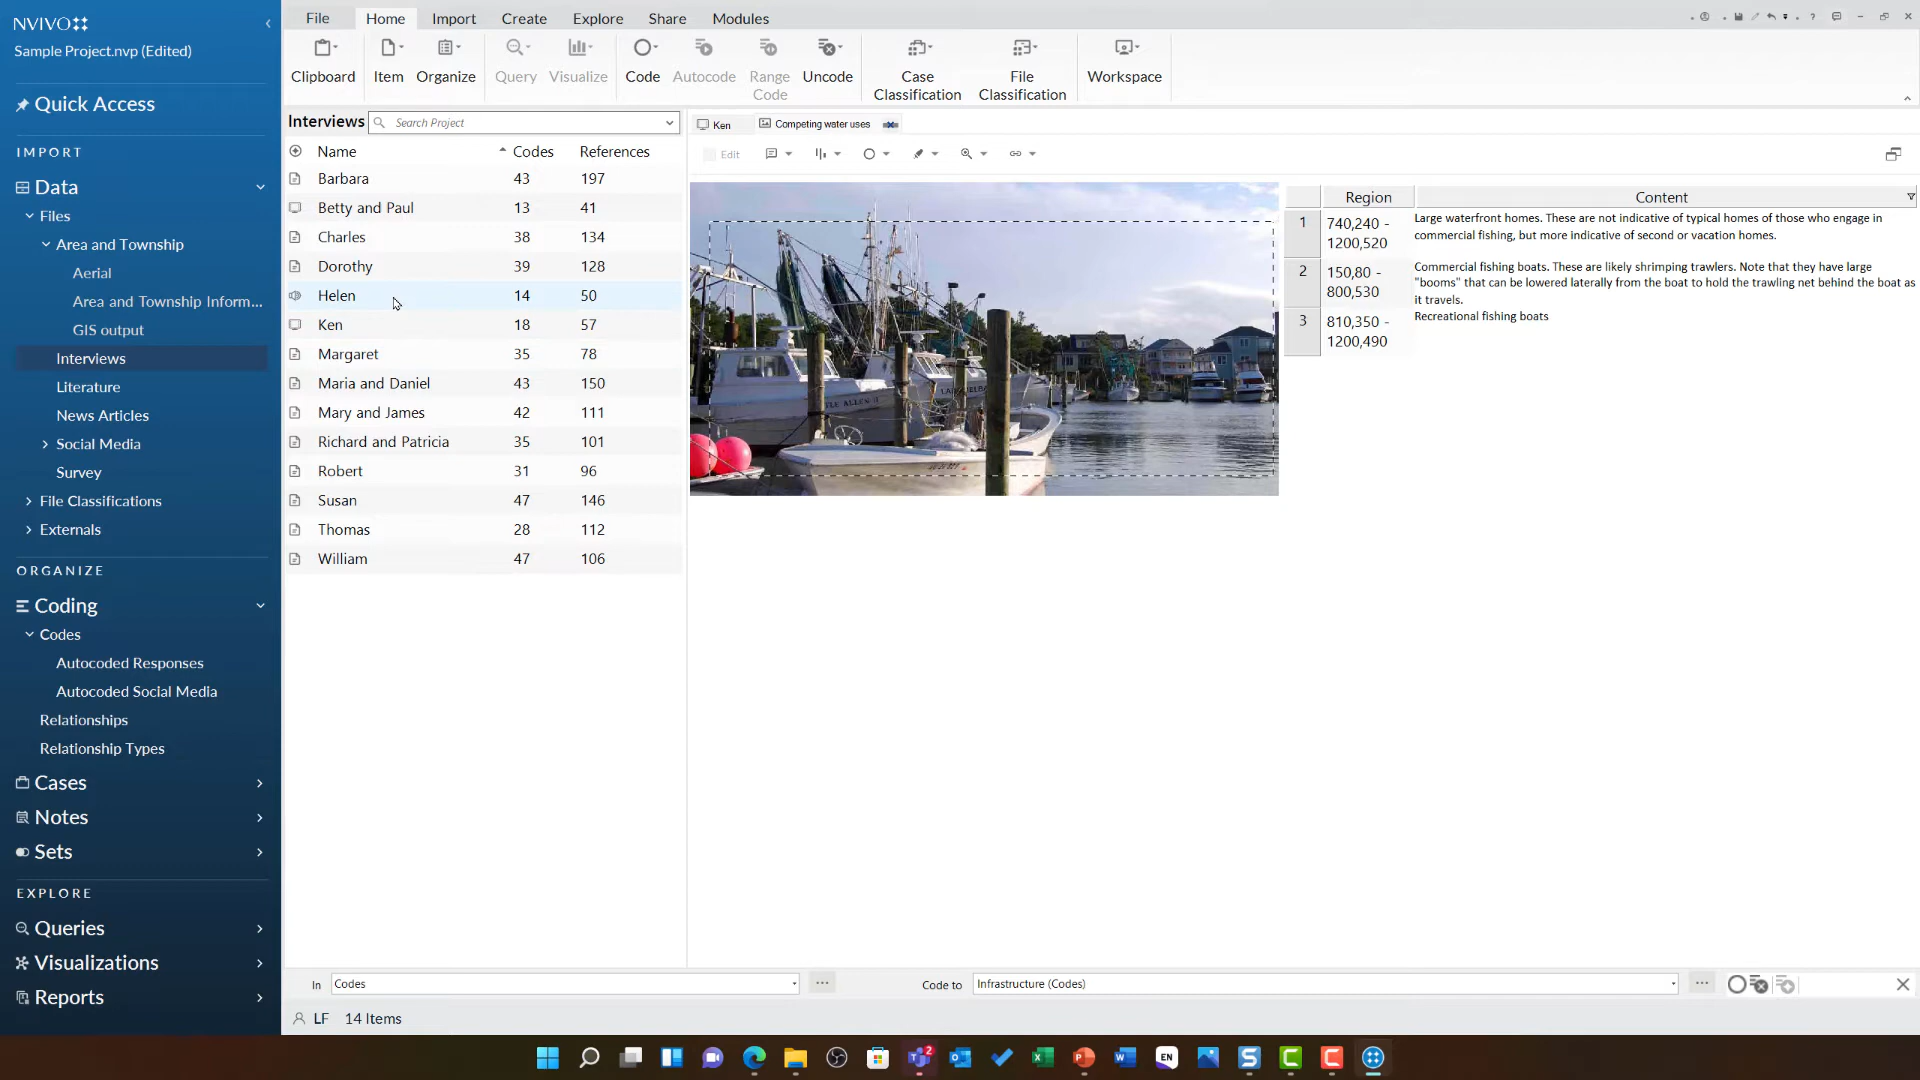 NVIVO
Sample Project.nvp (Edited)
File Home Import Create Explore Share Modules
Clipboard Item Organize Query Visualize Code Autocode Range Code Uncode Case Classification File Classification Workspace
Quick Access
IMPORT
Data
Files
Area and Township
Aerial
Area and Township Inform...
GIS output
Interviews
Literature
News Articles
Social Media
Survey
File Classifications
Externals
ORGANIZE
Coding
Codes
Autocoded Responses
Autocoded Social Media
Relationships
Relationship Types
Cases
Notes
Sets
EXPLORE
Queries
Visualizations
Reports
Interviews Search Project
Name Codes References
Barbara 43 197
Betty and Paul 13 41
Charles 38 134
Dorothy 39 128
Helen 14 50
Ken 18 57
Margaret 35 78
Maria and Daniel 43 150
Mary and James 42 111
Richard and Patricia 35 101
Robert 31 96
Susan 47 146
Thomas 28 112
William 47 106
Ken Competing water uses
Edit
Region Content
1 740,240 - Large waterfront homes. These are not indicative of typical homes of those who engage in
1200,520 commercial fishing, but more indicative of second or vacation homes.
2 150,80 - Commercial fishing boats. These are likely shrimping trawlers. Note that they have large
800,530 "booms" that can be lowered laterally from the boat to hold the trawling net behind the boat as
it travels.
3 810,350 - Recreational fishing boats
1200,490
In Codes ... Code to Infrastructure (Codes) ...
LF 14 Items
2
EN